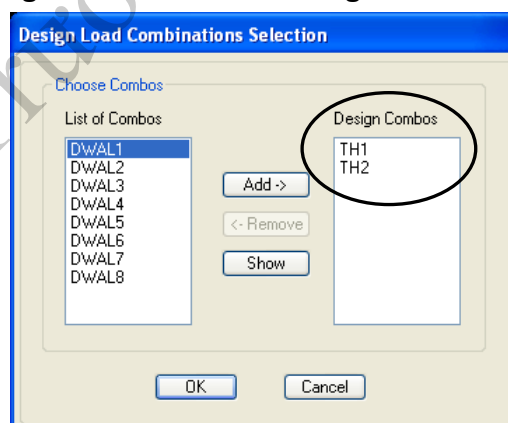 Design Load Combinations Selection
Choose Combos
List of Combos
DWAL1
DWAL2
DWAL3
DWAL4
DWAL5
DWAL6
DWAL7
DWAL8
Add ->
<- Remove
Show
Design Combos
TH1
TH2
OK
Cancel